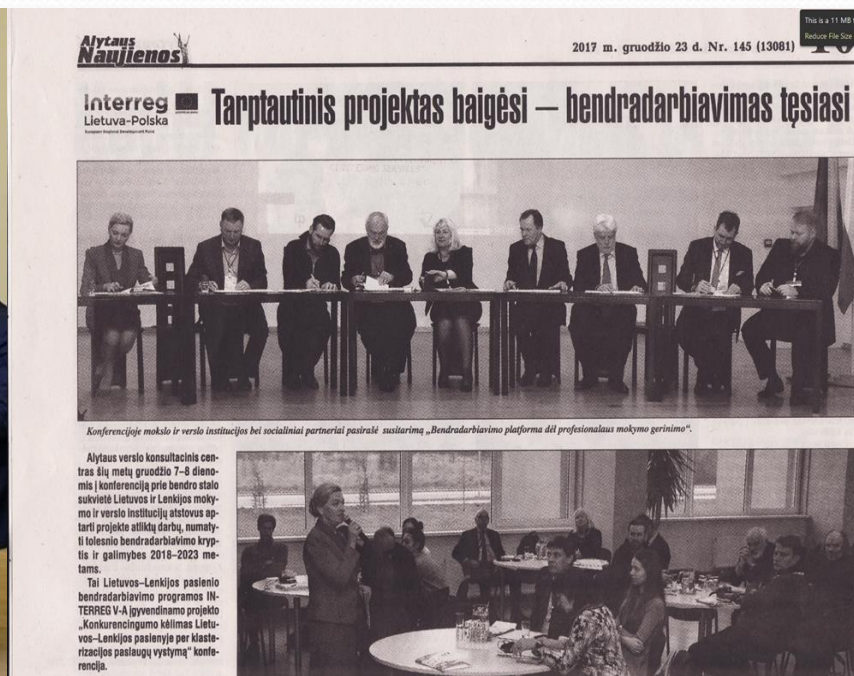 This is a 11 MB
Reduce File Size
Alytaus
Naujienos
2017 m. gruodžio 23 d. Nr. 145 (13081)
Interreg
Lietuva-Polska
European Regional Development Fund
Tarptautinis projektas baigėsi – bendradarbiavimas tęsiasi
Konferencijoje mokslo ir verslo institucijos bei socialiniai partneriai pasirašė susitarimą „Bendradarbiavimo platforma dėl profesionalaus mokymo gerinimo“.
Alytaus verslo konsultacinis cen-
tras šių metų gruodžio 7–8 dieno-
mis į konferenciją prie bendro stalo
sukvietė Lietuvos ir Lenkijos moky-
mo ir verslo institucijų atstovus ap-
tarti projekte atliktų darbų, numaty-
ti tolesnio bendradarbiavimo kryp-
tis ir galimybes 2018–2023 me-
tams.
Tai Lietuvos–Lenkijos pasienio
bendradarbiavimo programos IN-
TERREG V-A įgyvendinamo projekto
„Konkurencingumo kėlimas Lietu-
vos–Lenkijos pasienyje per klaste-
rizacijos paslaugų vystymą“ konfe-
rencija.